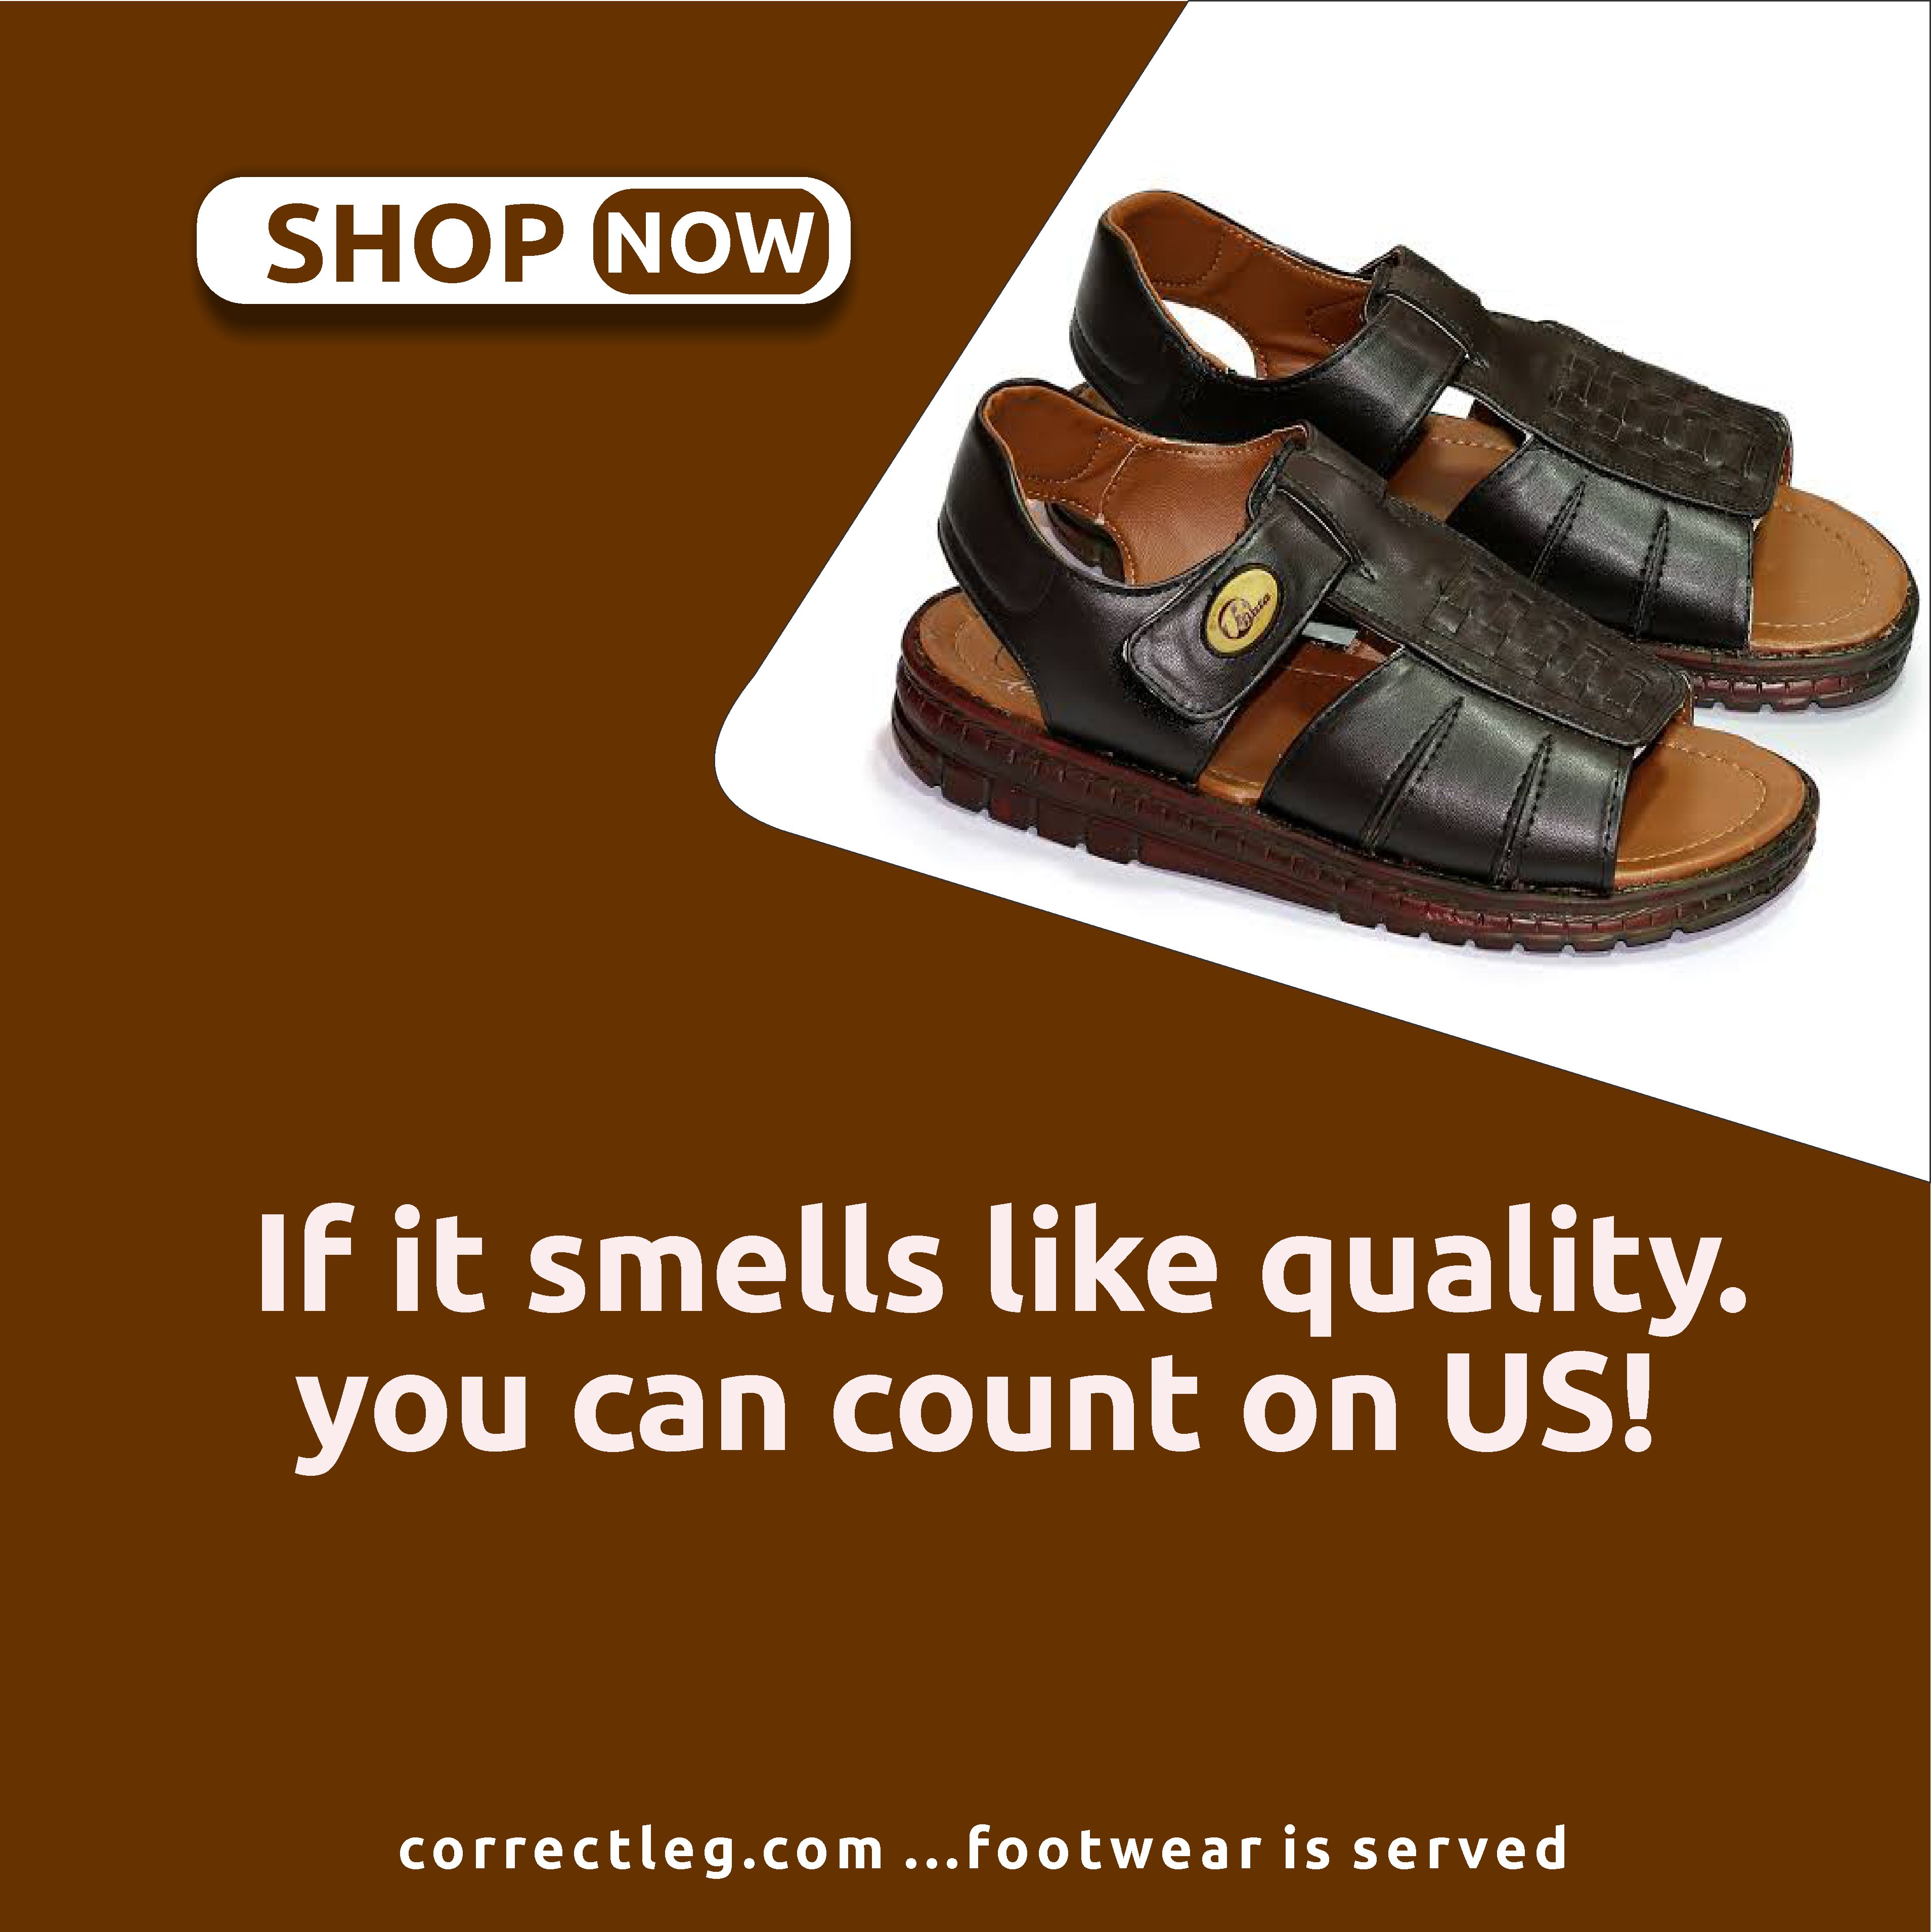 SHOP NOW
If it smells like quality.
you can count on US!
correctleg.com ...footwear is served